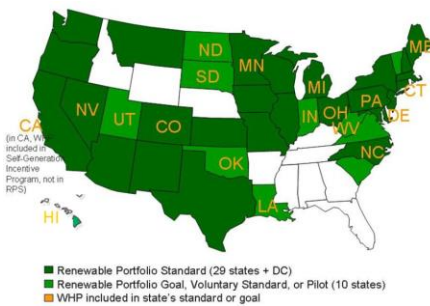 ND
SD
MN
ME
MI
CT
NV
UT
CO
IN
OH
PA
DE
WV
NC
OK
LA
CA
(in CA, WHP
included in
Self-Generation
Incentive
Program, not in
RPS)
HI
Renewable Portfolio Standard (29 states + DC)
Renewable Portfolio Goal, Voluntary Standard, or Pilot (10 states)
WHP included in state's standard or goal